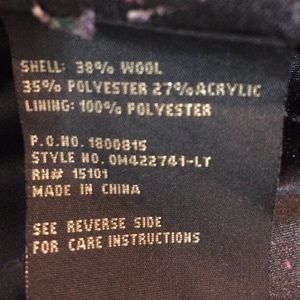 SHELL: 38% WOOL
35% POLYESTER 27% ACRYLIC
LINING: 100% POLYESTER
P.O.NO. 1800815
STYLE NO. OM422741-LT
RN# 15101
MADE IN CHINA
SEE REVERSE SIDE
FOR CARE INSTRUCTIONS